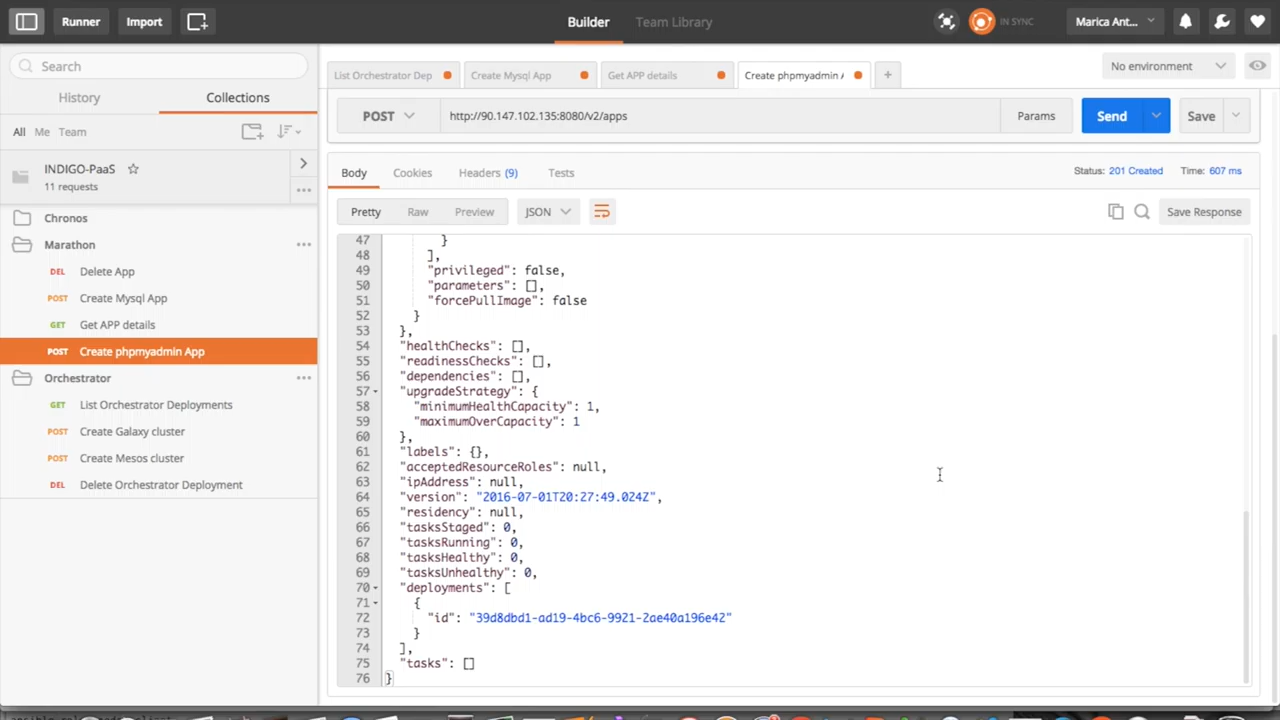 Runner
Import
Builder
Team Library
IN SYNC
Marica Ant...
Search
History
Collections
All Me Team
INDIGO-PaaS
11 requests
Chronos
Marathon
DEL Delete App
POST Create Mysql App
GET Get APP details
POST Create phpmyadmin App
Orchestrator
GET List Orchestrator Deployments
POST Create Galaxy cluster
POST Create Mesos cluster
DEL Delete Orchestrator Deployment
List Orchestrator Dep
Create Mysql App
Get APP details
Create phpmyadmin A
No environment
POST
http://90.147.102.135:8080/v2/apps
Params
Send
Save
Body
Cookies
Headers (9)
Tests
Status: 201 Created
Time: 607 ms
Pretty
Raw
Preview
JSON
Save Response
47 }
48 ],
49 "privileged": false,
50 "parameters": [],
51 "forcePullImage": false
52 }
53 },
54 "healthChecks": [],
55 "readinessChecks": [],
56 "dependencies": [],
57 "upgradeStrategy": {
58 "minimumHealthCapacity": 1,
59 "maximumOverCapacity": 1
60 },
61 "labels": {},
62 "acceptedResourceRoles": null,
63 "ipAddress": null,
64 "version": "2016-07-01T20:27:49.024Z",
65 "residency": null,
66 "tasksStaged": 0,
67 "tasksRunning": 0,
68 "tasksHealthy": 0,
69 "tasksUnhealthy": 0,
70 "deployments": [
71 {
72 "id": "39d8dbd1-ad19-4bc6-9921-2ae40a196e42"
73 }
74 ],
75 "tasks": []
76 }